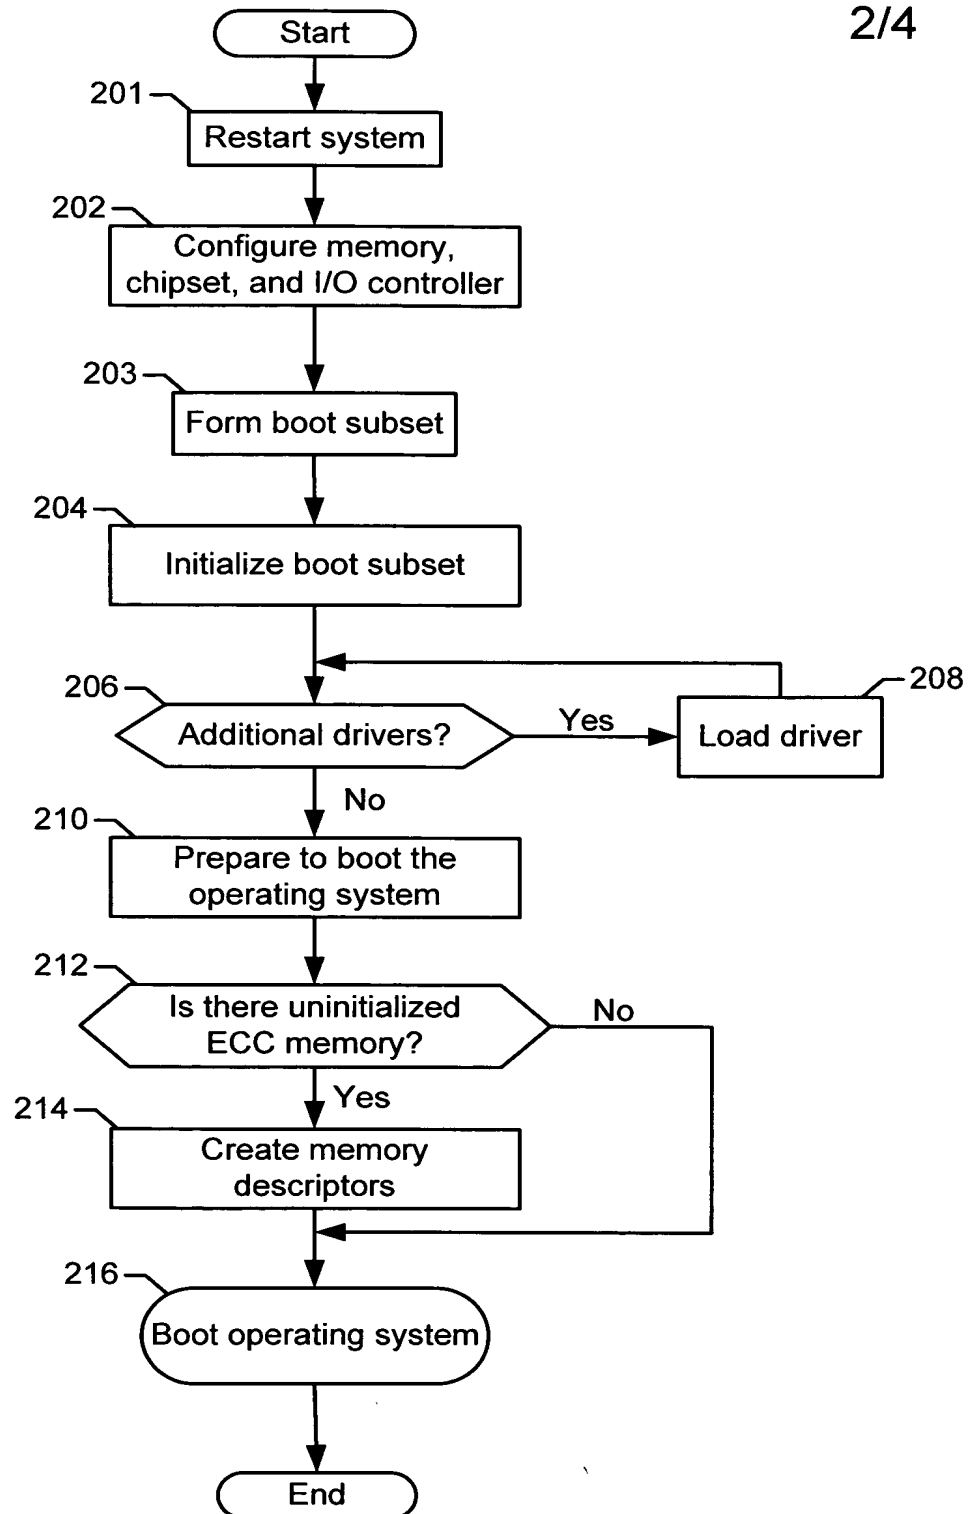 2/4
Start
201
Restart system
202
Configure memory,
chipset, and I/O controller
203
Form boot subset
204
Initialize boot subset
206
Additional drivers?
Yes
208
Load driver
No
210
Prepare to boot the
operating system
212
Is there uninitialized
ECC memory?
No
Yes
214
Create memory
descriptors
216
Boot operating system
End